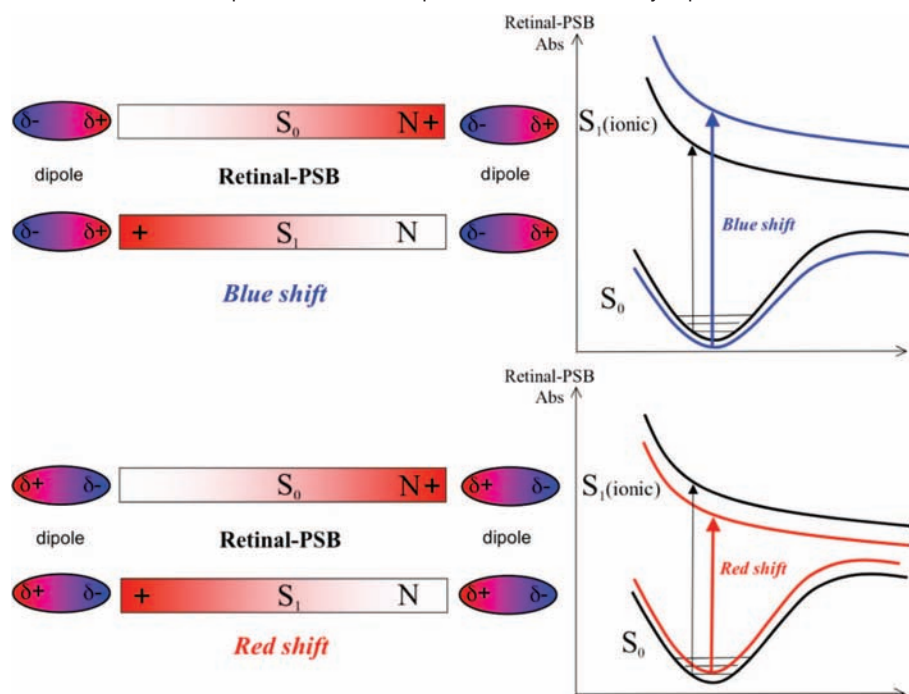 Retinal-PSB
Abs
δ- δ+ S₀ N+ δ- δ+
dipole Retinal-PSB dipole
δ- δ+ + S₁ N δ- δ+
Blue shift
S₁(ionic)
Blue shift
S₀
Retinal-PSB
Abs
δ+ δ- S₀ N+ δ+ δ-
dipole Retinal-PSB dipole
δ+ δ- + S₁ N δ+ δ-
Red shift
S₁(ionic)
Red shift
S₀